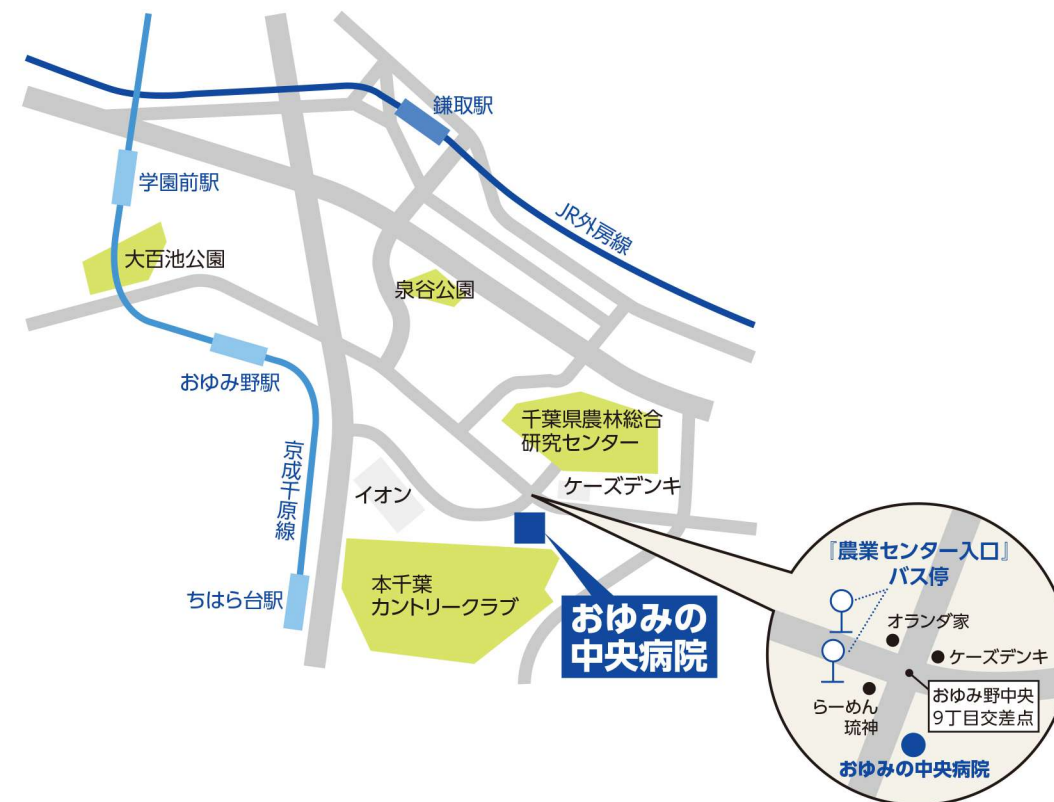 鎌取駅
学園前駅
JR外房線
大百池公園
泉谷公園
おゆみ野駅
千葉県農林総合
研究センター
京成千原線
イオン
ケーズデンキ
『農業センター入口』
バス停
ちはら台駅
本千葉
カントリークラブ
おゆみの
中央病院
オランダ家
ケーズデンキ
らーめん
琉神
おゆみ野中央
9丁目交差点
おゆみの中央病院